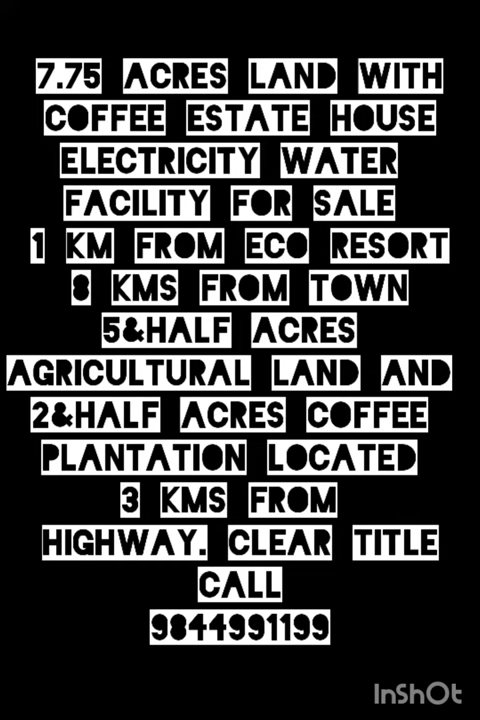 7.75 ACRES LAND WITH
COFFEE ESTATE HOUSE
ELECTRICITY WATER
FACILITY FOR SALE
1 KM FROM ECO RESORT
8 KMS FROM TOWN
5&HALF ACRES
AGRICULTURAL LAND AND
2&HALF ACRES COFFEE
PLANTATION LOCATED
3 KMS FROM
HIGHWAY. CLEAR TITLE
CALL
9844991199
InShOt